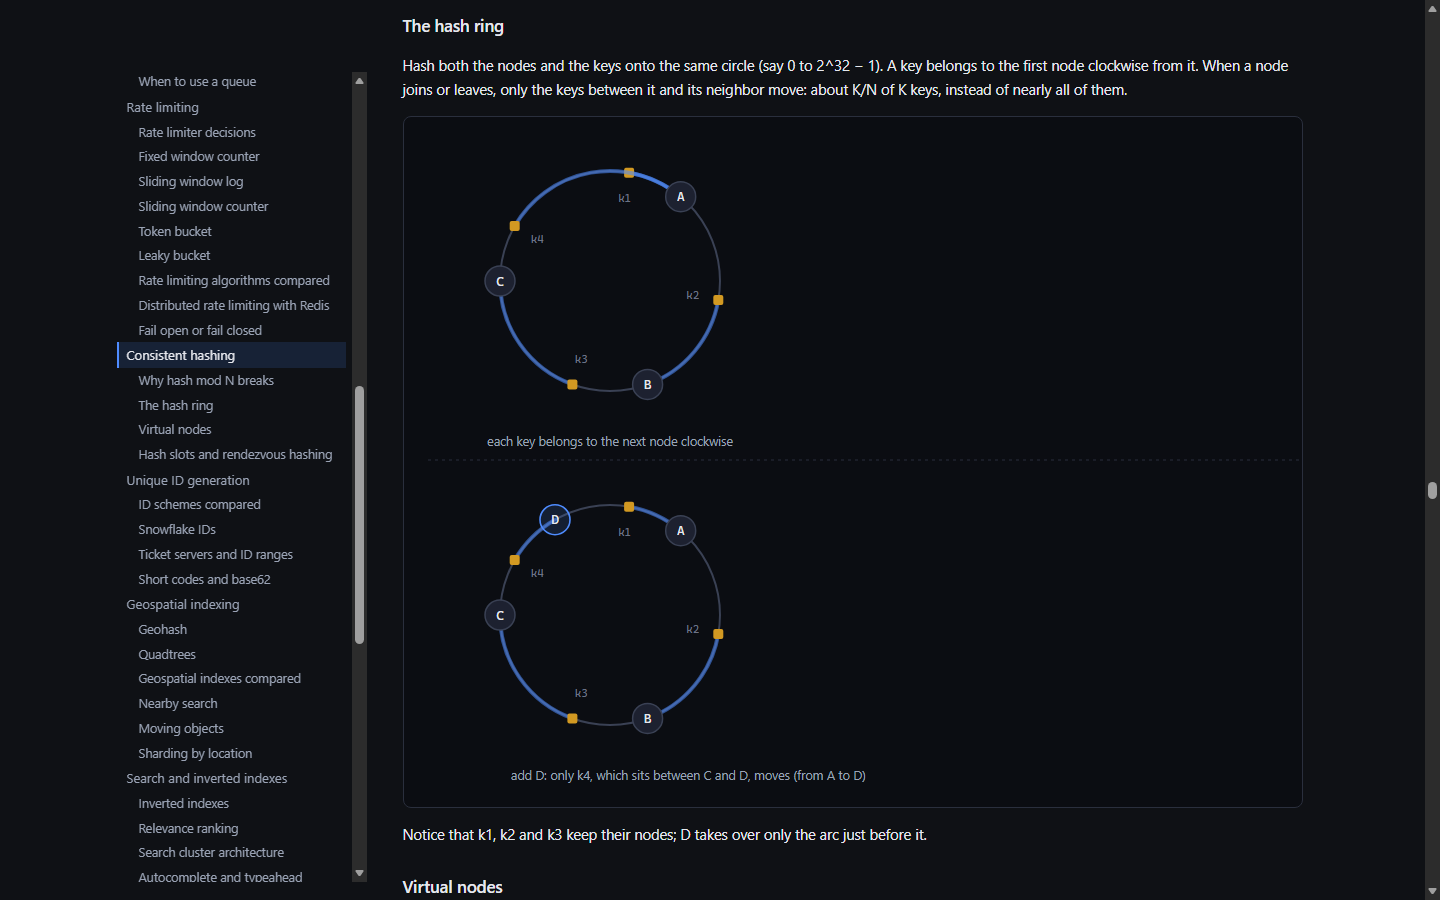 When to use a queue
Rate limiting
Rate limiter decisions
Fixed window counter
Sliding window log
Sliding window counter
Token bucket
Leaky bucket
Rate limiting algorithms compared
Distributed rate limiting with Redis
Fail open or fail closed
Consistent hashing
Why hash mod N breaks
The hash ring
Virtual nodes
Hash slots and rendezvous hashing
Unique ID generation
ID schemes compared
Snowflake IDs
Ticket servers and ID ranges
Short codes and base62
Geospatial indexing
Geohash
Quadtrees
Geospatial indexes compared
Nearby search
Moving objects
Sharding by location
Search and inverted indexes
Inverted indexes
Relevance ranking
Search cluster architecture
Autocomplete and typeahead
The hash ring
Hash both the nodes and the keys onto the same circle (say 0 to 2^32 − 1). A key belongs to the first node clockwise from it. When a node
joins or leaves, only the keys between it and its neighbor move: about K/N of K keys, instead of nearly all of them.
k1
A
k4
C
k2
k3
B
each key belongs to the next node clockwise
D
k1
A
k4
C
k2
k3
B
add D: only k4, which sits between C and D, moves (from A to D)
Notice that k1, k2 and k3 keep their nodes; D takes over only the arc just before it.
Virtual nodes